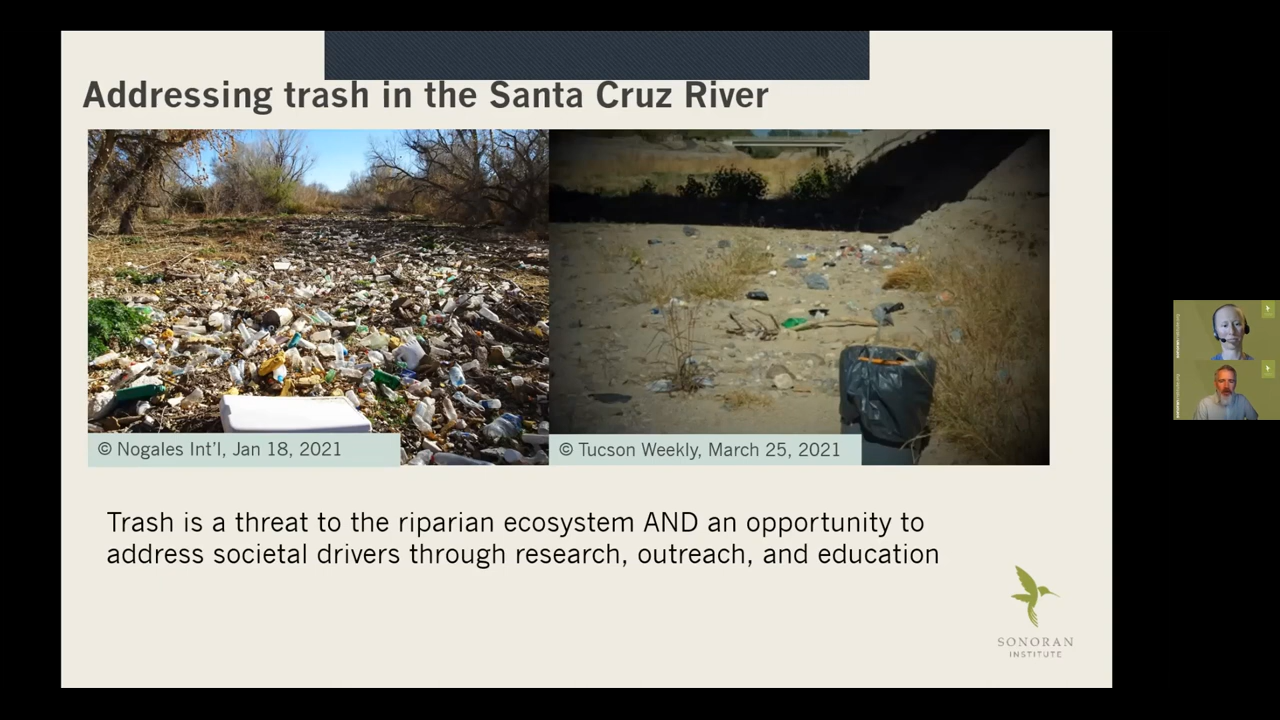 Addressing trash in the Santa Cruz River
© Nogales Int'l, Jan 18, 2021
© Tucson Weekly, March 25, 2021
Trash is a threat to the riparian ecosystem AND an opportunity to
address societal drivers through research, outreach, and education
SONORAN
INSTITUTE